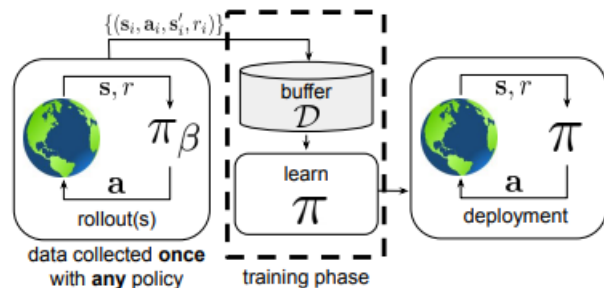 {(s_i, a_i, s'_i, r_i)}
s, r
π_β
a
rollout(s)
data collected once
with any policy
buffer
D
learn
π
training phase
s, r
π
a
deployment